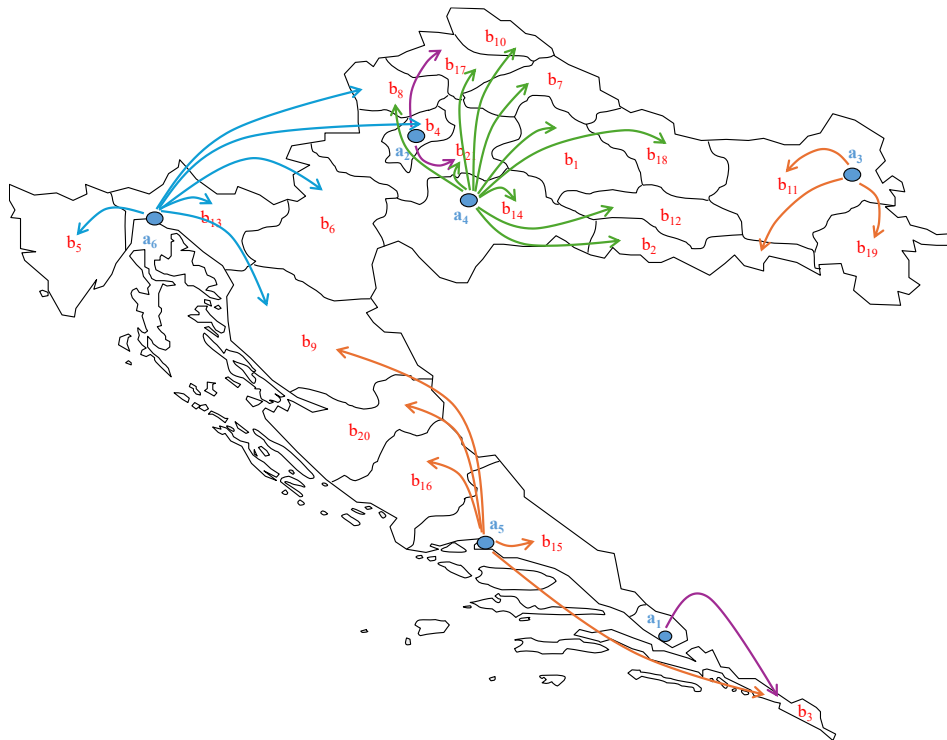 b₁₀
b₁₇
b₇
b₈
b₄
a₂
b₂
b₁
b₁₈
a₃
b₁₁
a₄
b₁₄
b₁₂
b₁₃
b₆
b₅
a₆
b₂
b₁₉
b₉
b₂₀
b₁₆
a₅
b₁₅
a₁
b₃